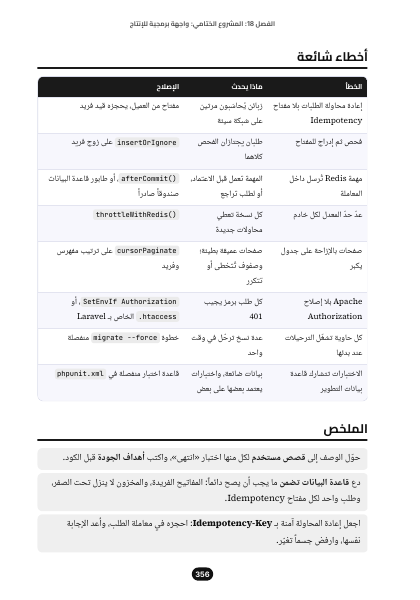 الفصل 18: المشروع الختامي: واجهة برمجية للإنتاج
أخطاء شائعة
الخطأ ماذا يحدث الإصلاح
إعادة محاولة الطلبات بلا مفتاح زبائن يُحاسَبون مرتين مفتاح من العميل، يحجزه قيد فريد
Idempotency على شبكة سيئة
فحص ثم إدراج للمفتاح طلبان يجتازان الفحص insertOrIgnore على زوج فريد
كلاهما
مهمة Redis تُرسل داخل المهمة تعمل قبل الاعتماد، afterCommit()، أو طابور قاعدة البيانات
المعاملة أو لطلب تراجع صندوقاً صادراً
عدّ حدّ المعدل لكل خادم كل نسخة تعطي throttleWithRedis()
محاولات جديدة
صفحات بالإزاحة على جدول صفحات عميقة بطيئة؛ cursorPaginate على ترتيب مفهرس
يكبر وصفوف تُتخطى أو وفريد
تتكرر
Apache بلا إصلاح كل طلب برمز يجيب SetEnvIf Authorization، أو
Authorization 401 .htaccess الخاص بـ Laravel
كل حاوية تشغّل الترحيلات عدة نسخ ترحّل في وقت خطوة migrate --force منفصلة
عند بدئها واحد
الاختبارات تتشارك قاعدة بيانات ضائعة، واختبارات قاعدة اختبار منفصلة في phpunit.xml
بيانات التطوير يعتمد بعضها على بعض
الملخص
حوّل الوصف إلى قصص مستخدم لكل منها اختبار «انتهى»، واكتب أهداف الجودة قبل الكود.
دع قاعدة البيانات تضمن ما يجب أن يصح دائماً: المفاتيح الفريدة، والمخزون لا ينزل تحت الصفر،
وطلب واحد لكل مفتاح Idempotency.
اجعل إعادة المحاولة آمنة بـ Idempotency-Key: احجزه في معاملة الطلب، وأعد الإجابة
نفسها، وارفض جسماً تغيّر.
356